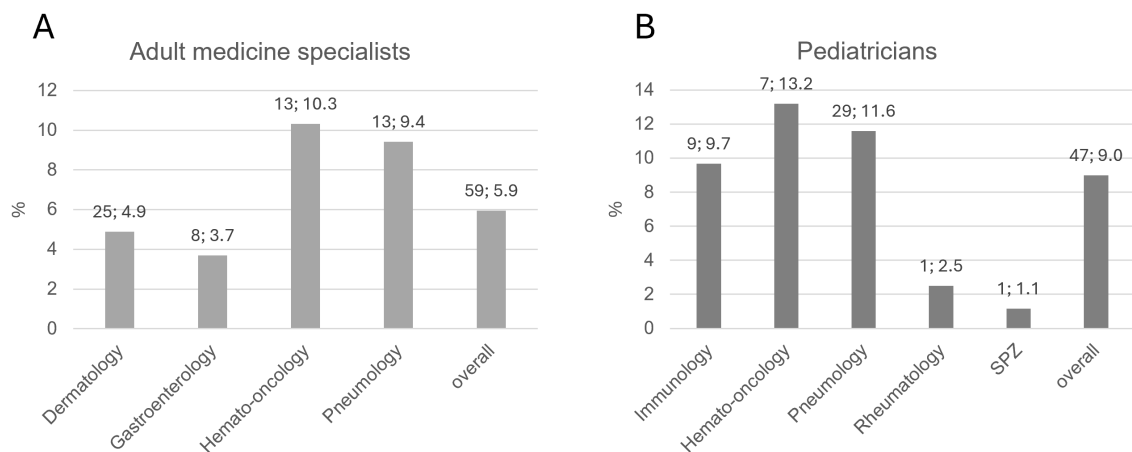 A
Adult medicine specialists
12
10
8
6
4
2
0
%
25; 4.9
8; 3.7
13; 10.3
13; 9.4
59; 5.9
Dermatology
Gastroenterology
Hemato-oncology
Pneumology
overall
B
Pediatricians
14
12
10
8
6
4
2
0
%
9; 9.7
7; 13.2
29; 11.6
1; 2.5
1; 1.1
47; 9.0
Immunology
Hemato-oncology
Pneumology
Rheumatology
SPZ
overall